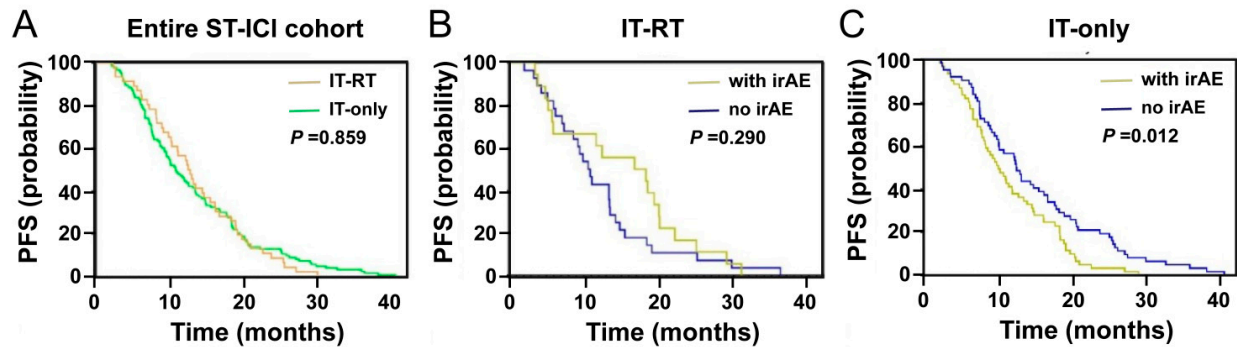 A
Entire ST-ICI cohort
PFS (probability)
100
80
60
40
20
0
IT-RT
IT-only
P =0.859
0 10 20 30 40
Time (months)
B
IT-RT
PFS (probability)
100
80
60
40
20
0
with irAE
no irAE
P =0.290
0 10 20 30 40
Time (months)
C
IT-only
PFS (probability)
100
80
60
40
20
0
with irAE
no irAE
P =0.012
0 10 20 30 40
Time (months)